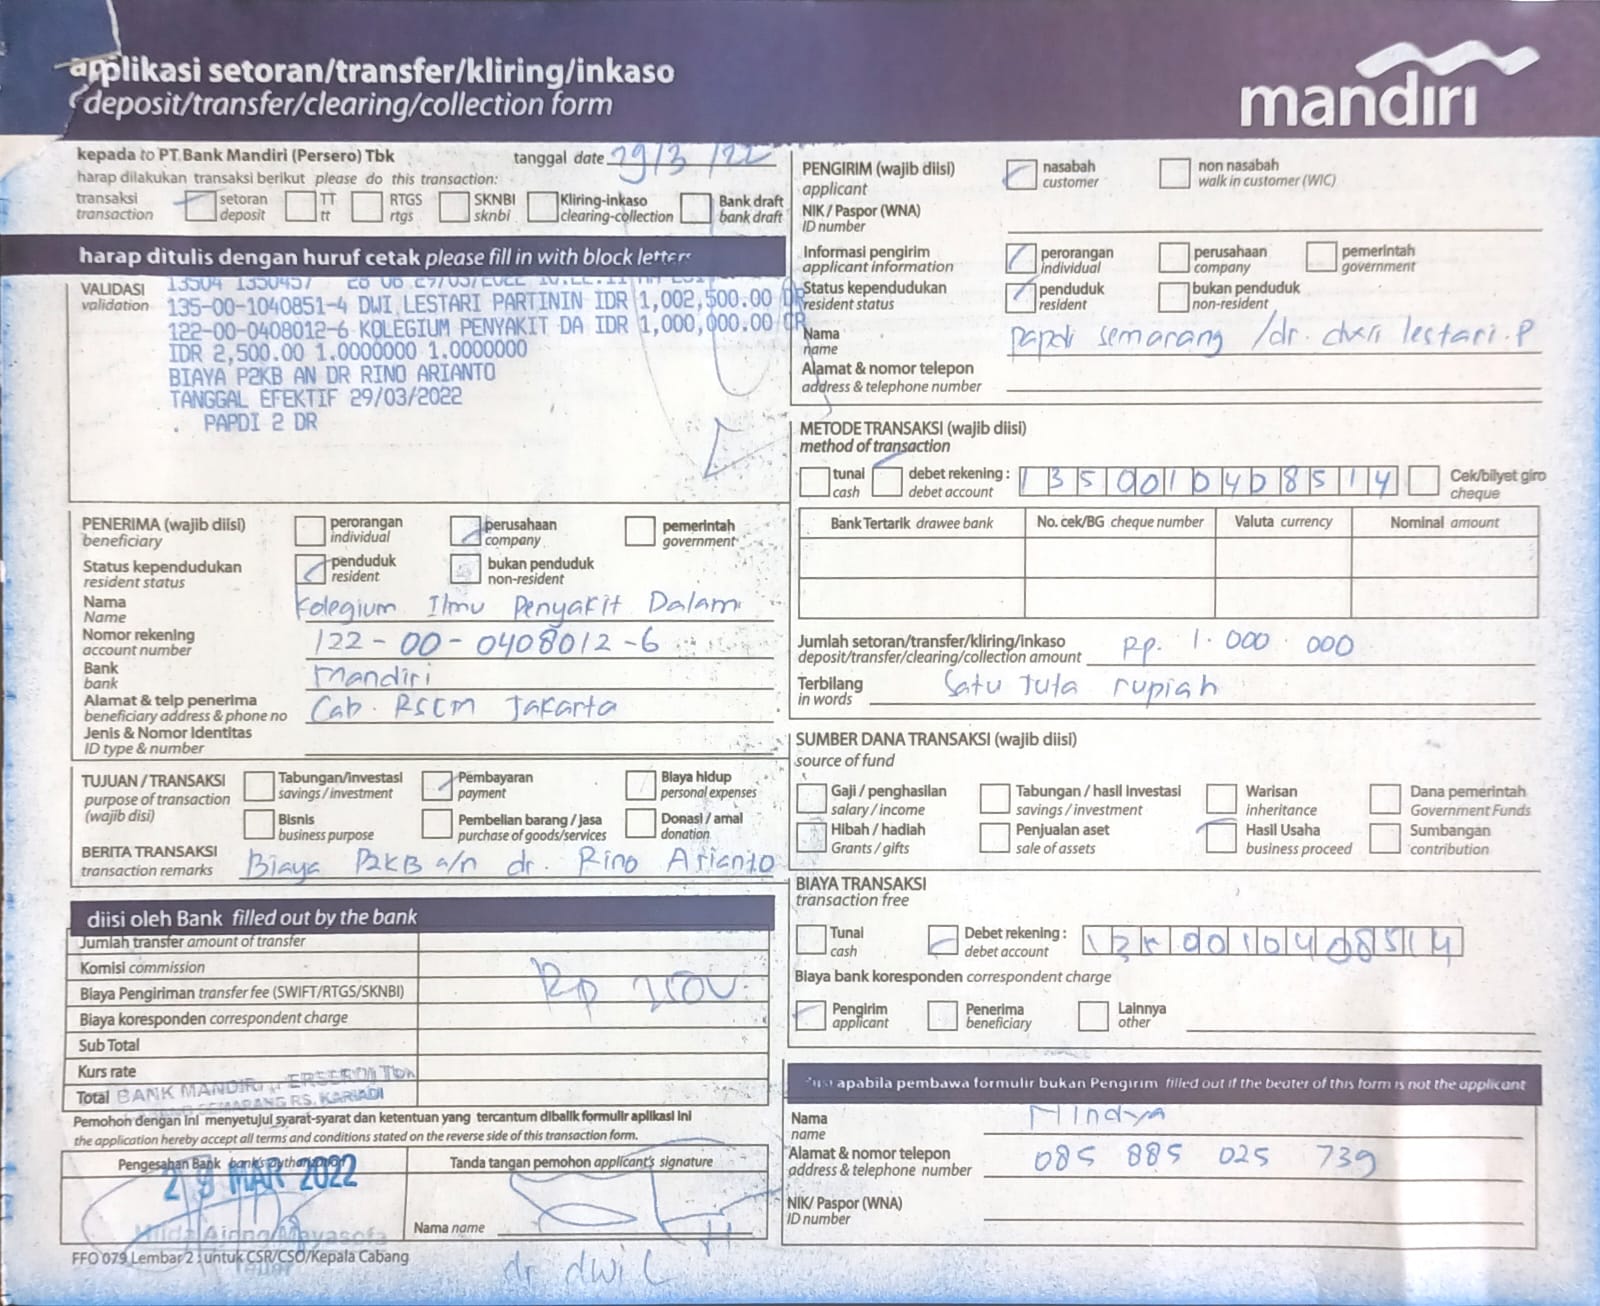 applikasi setoran/transfer/kliring/inkaso
deposit/transfer/clearing/collection form
mandiri
kepada to PT Bank Mandiri (Persero) Tbk
tanggal date 29/3/22
harap dilakukan transaksi berikut please do this transaction:
transaksi transaction
setoran deposit
TT tt
RTGS rtgs
SKNBI sknbi
Kliring-inkaso clearing-collection
Bank draft bank draft
harap ditulis dengan huruf cetak please fill in with block letters
VALIDASI validation
135-00-1040851-4 DWI LESTARI PARTININ IDR 1,002,500.00 DR
122-00-0408012-6 KOLEGIUM PENYAKIT DA IDR 1,000,000.00 CR
IDR 2,500.00 1.0000000 1.0000000
BIAYA P2KB AN DR RINO ARIANTO
TANGGAL EFEKTIF 29/03/2022
. PAPDI 2 DR
PENERIMA (wajib diisi) beneficiary
perorangan individual
perusahaan company
pemerintah government
Status kependudukan resident status
penduduk resident
bukan penduduk non-resident
Nama Name Kolegium Ilmu Penyakit Dalam
Nomor rekening account number 122-00-0408012-6
Bank bank Mandiri
Alamat & telp penerima beneficiary address & phone no Cab. RSCM Jakarta
Jenis & Nomor Identitas ID type & number
TUJUAN / TRANSAKSI purpose of transaction (wajib disi)
Tabungan/investasi savings / investment
Pembayaran payment
Biaya hidup personal expenses
Bisnis business purpose
Pembelian barang / jasa purchase of goods/services
Donasi / amal donation
BERITA TRANSAKSI transaction remarks Biaya P2KB a/n dr. Rino Arianto
diisi oleh Bank filled out by the bank
Jumlah transfer amount of transfer
Komisi commission
Biaya Pengiriman transfer fee (SWIFT/RTGS/SKNBI)
Rp 2500
Biaya koresponden correspondent charge
Sub Total
Kurs rate
Total
BANK MANDIRI
SEMARANG RS. KARIADI
Pemohon dengan ini menyetujui syarat-syarat dan ketentuan yang tercantum dibalik formulir aplikasi ini
the application hereby accept all terms and conditions stated on the reverse side of this transaction form.
Pengesahan Bank bank's authorization
29 MAR 2022
Tanda tangan pemohon applicant's signature
Nama name
dr dwi L
FFO 079 Lembar 2 : untuk CSR/CSO/Kepala Cabang
PENGIRIM (wajib diisi) applicant
nasabah customer
non nasabah walk in customer (WIC)
NIK / Paspor (WNA) ID number
Informasi pengirim applicant information
perorangan individual
perusahaan company
pemerintah government
Status kependudukan resident status
penduduk resident
bukan penduduk non-resident
Nama name papdi semarang /dr. dwi lestari.P
Alamat & nomor telepon address & telephone number
METODE TRANSAKSI (wajib diisi) method of transaction
tunal cash
debet rekening : debet account 1350010408514
Cek/bilyet giro cheque
Bank Tertarik drawee bank
No. cek/BG cheque number
Valuta currency
Nominal amount
Jumlah setoran/transfer/kliring/inkaso deposit/transfer/clearing/collection amount Rp. 1.000.000
Terbilang in words Satu Juta rupiah
SUMBER DANA TRANSAKSI (wajib diisi) source of fund
Gaji / penghasilan salary / income
Tabungan / hasil investasi savings / investment
Warisan inheritance
Dana pemerintah Government Funds
Hibah / hadiah Grants / gifts
Penjualan aset sale of assets
Hasil Usaha business proceed
Sumbangan contribution
BIAYA TRANSAKSI transaction free
Tunai cash
Debet rekening : debet account 1350010408514
Biaya bank koresponden correspondent charge
Pengirim applicant
Penerima beneficiary
Lainnya other
apabila pembawa formulir bukan Pengirim filled out if the bearer of this form is not the applicant
Nama name Nindya
Alamat & nomor telepon address & telephone number 085 885 025 739
NIK/ Paspor (WNA) ID number